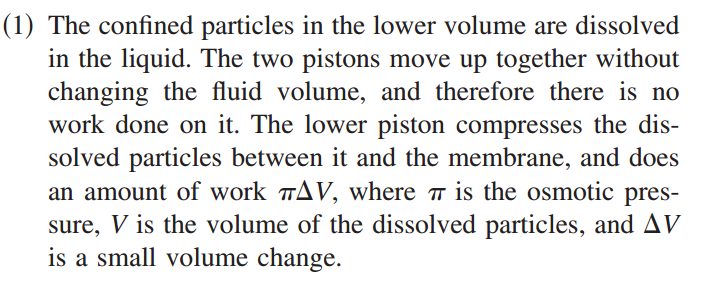 (1) The confined particles in the lower volume are dissolved
in the liquid. The two pistons move up together without
changing the fluid volume, and therefore there is no
work done on it. The lower piston compresses the dis-
solved particles between it and the membrane, and does
an amount of work πΔV, where π is the osmotic pres-
sure, V is the volume of the dissolved particles, and ΔV
is a small volume change.